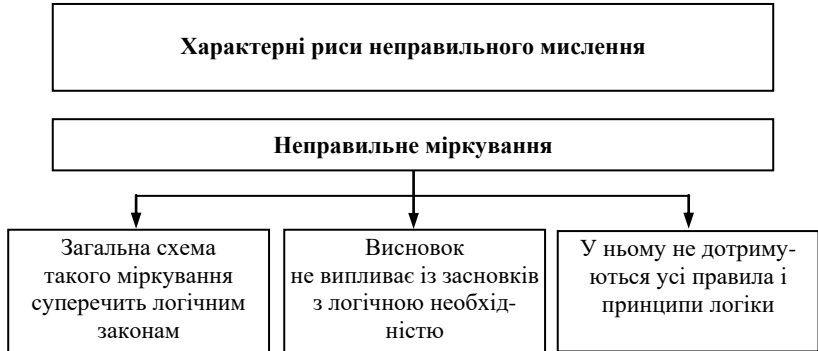 Характерні риси неправильного мислення
Неправильне міркування
Загальна схема
такого міркування
суперечить логічним
законам
Висновок
не випливає із засновків
з логічною необхід-
ністю
У ньому не дотриму-
ються усі правила і
принципи логіки